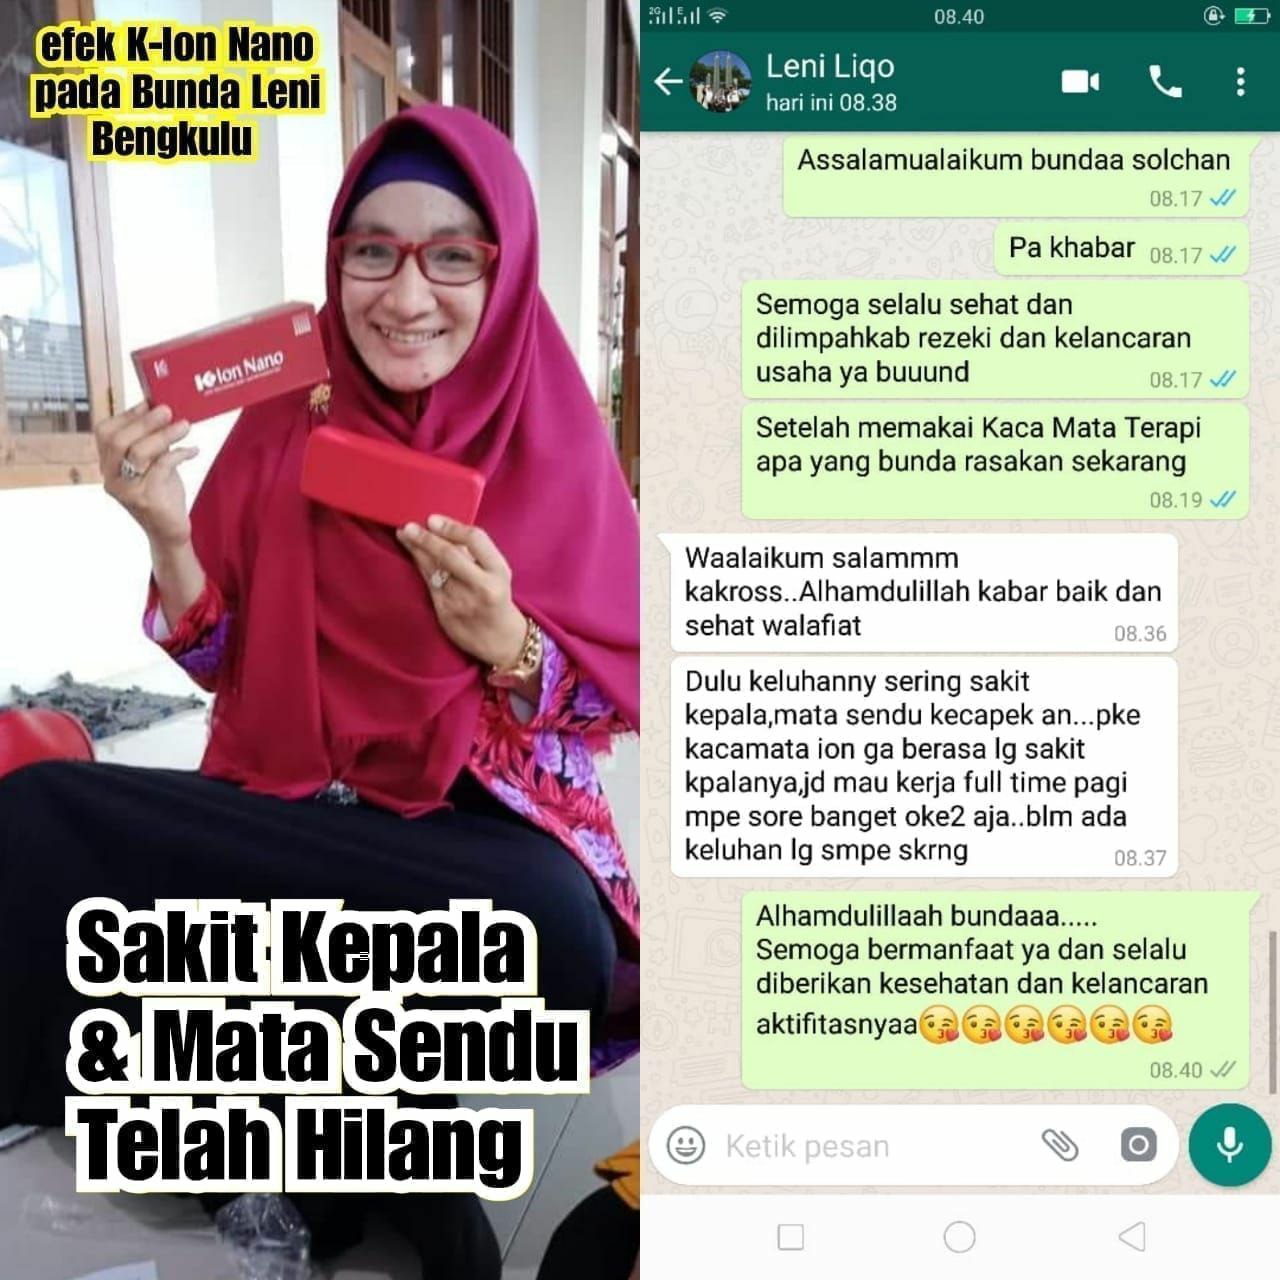 efek K-Ion Nano
pada Bunda Leni
Bengkulu
K-Ion Nano
Sakit Kepala
& Mata Sendu
Telah Hilang
08.40
Leni Liqo
hari ini 08.38
Assalamualaikum bundaa solchan
08.17
Pa khabar 08.17
Semoga selalu sehat dan
dilimpahkab rezeki dan kelancaran
usaha ya buuund 08.17
Setelah memakai Kaca Mata Terapi
apa yang bunda rasakan sekarang
08.19
Waalaikum salammm
kakross..Alhamdulillah kabar baik dan
sehat walafiat 08.36
Dulu keluhanny sering sakit
kepala,mata sendu kecapek an...pke
kacamata ion ga berasa lg sakit
kpalanya,jd mau kerja full time pagi
mpe sore banget oke2 aja..blm ada
keluhan lg smpe skrng 08.37
Alhamdulillaah bundaaa.....
Semoga bermanfaat ya dan selalu
diberikan kesehatan dan kelancaran
aktifitasnyaa😘😘😘😘😘😘
08.40
Ketik pesan